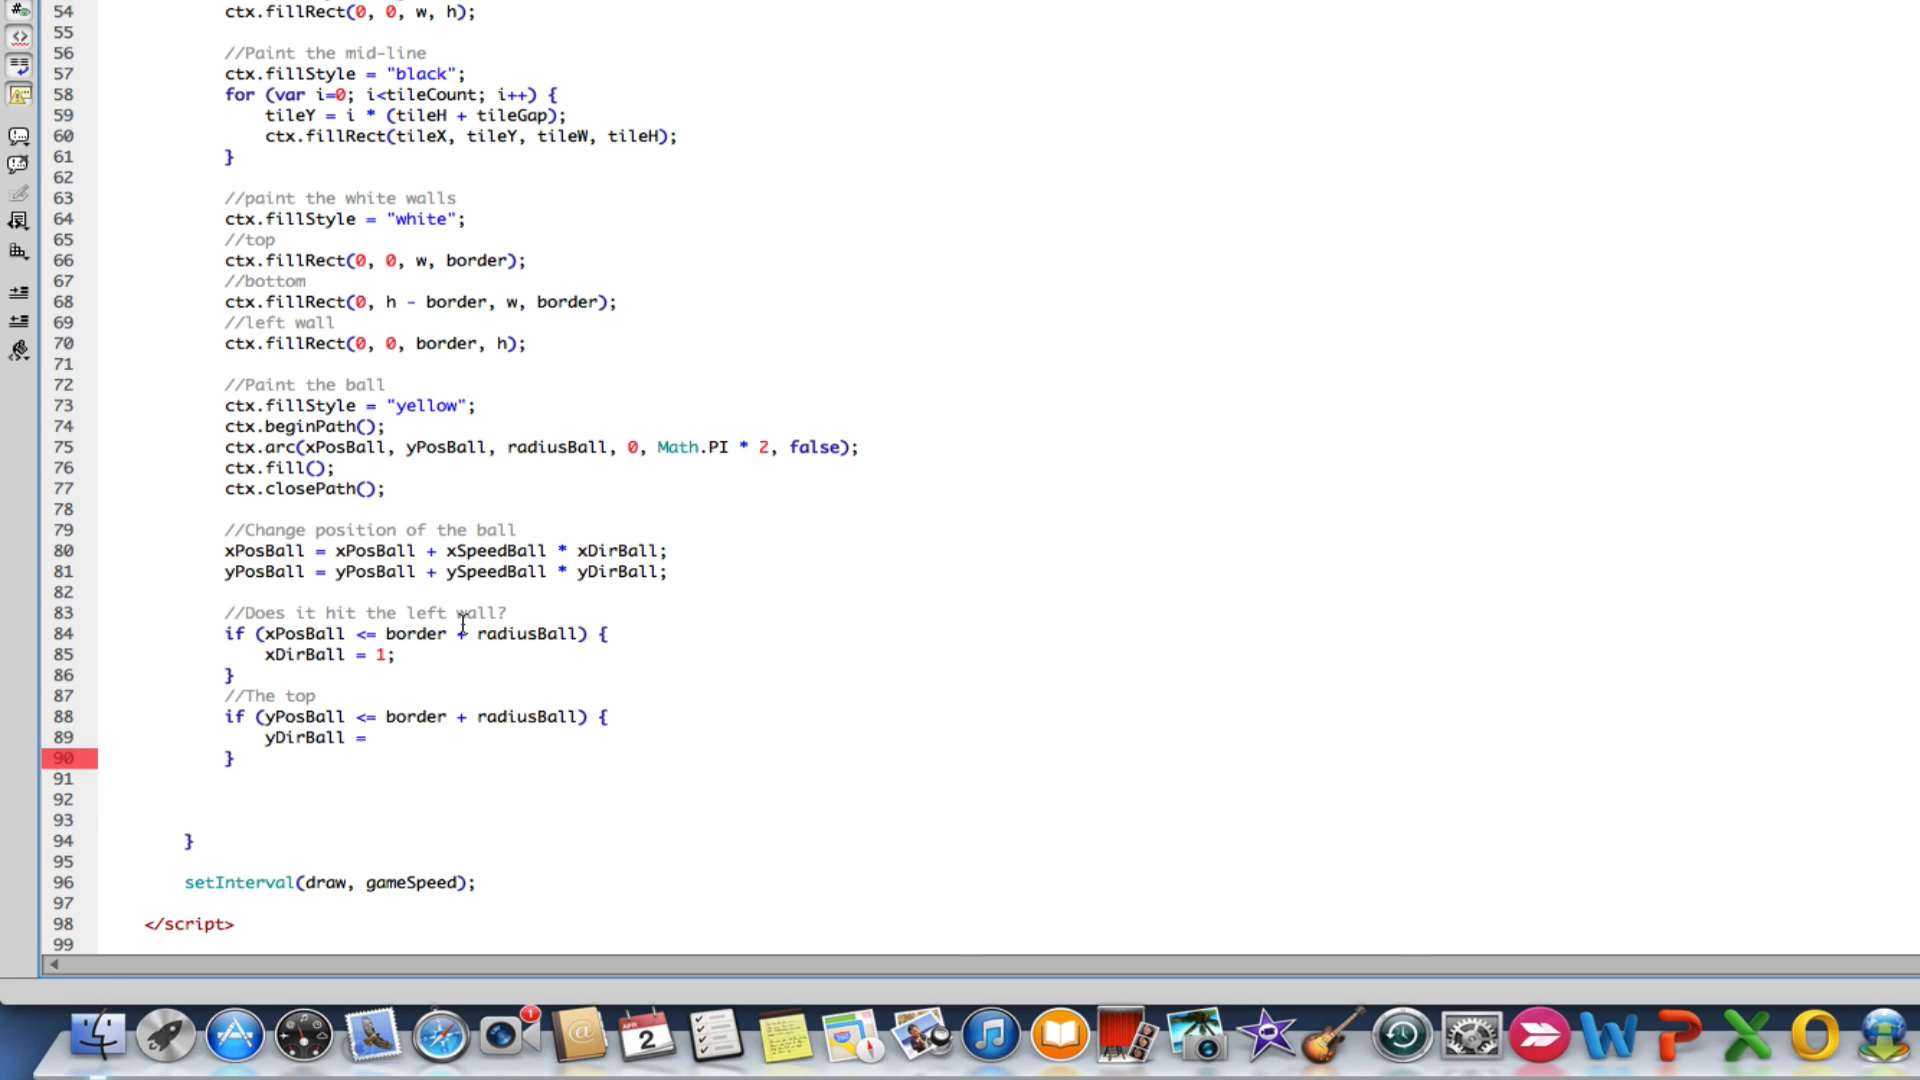 54 ctx.fillRect(0, 0, w, h);
55
56 //Paint the mid-line
57 ctx.fillStyle = "black";
58 for (var i=0; i<tileCount; i++) {
59 tileY = i * (tileH + tileGap);
60 ctx.fillRect(tileX, tileY, tileW, tileH);
61 }
62
63 //paint the white walls
64 ctx.fillStyle = "white";
65 //top
66 ctx.fillRect(0, 0, w, border);
67 //bottom
68 ctx.fillRect(0, h - border, w, border);
69 //left wall
70 ctx.fillRect(0, 0, border, h);
71
72 //Paint the ball
73 ctx.fillStyle = "yellow";
74 ctx.beginPath();
75 ctx.arc(xPosBall, yPosBall, radiusBall, 0, Math.PI * 2, false);
76 ctx.fill();
77 ctx.closePath();
78
79 //Change position of the ball
80 xPosBall = xPosBall + xSpeedBall * xDirBall;
81 yPosBall = yPosBall + ySpeedBall * yDirBall;
82
83 //Does it hit the left wall?
84 if (xPosBall <= border + radiusBall) {
85 xDirBall = 1;
86 }
87 //The top
88 if (yPosBall <= border + radiusBall) {
89 yDirBall =
90 }
91
92
93
94 }
95
96 setInterval(draw, gameSpeed);
97
98 </script>
99
1
APR
2
W P X O